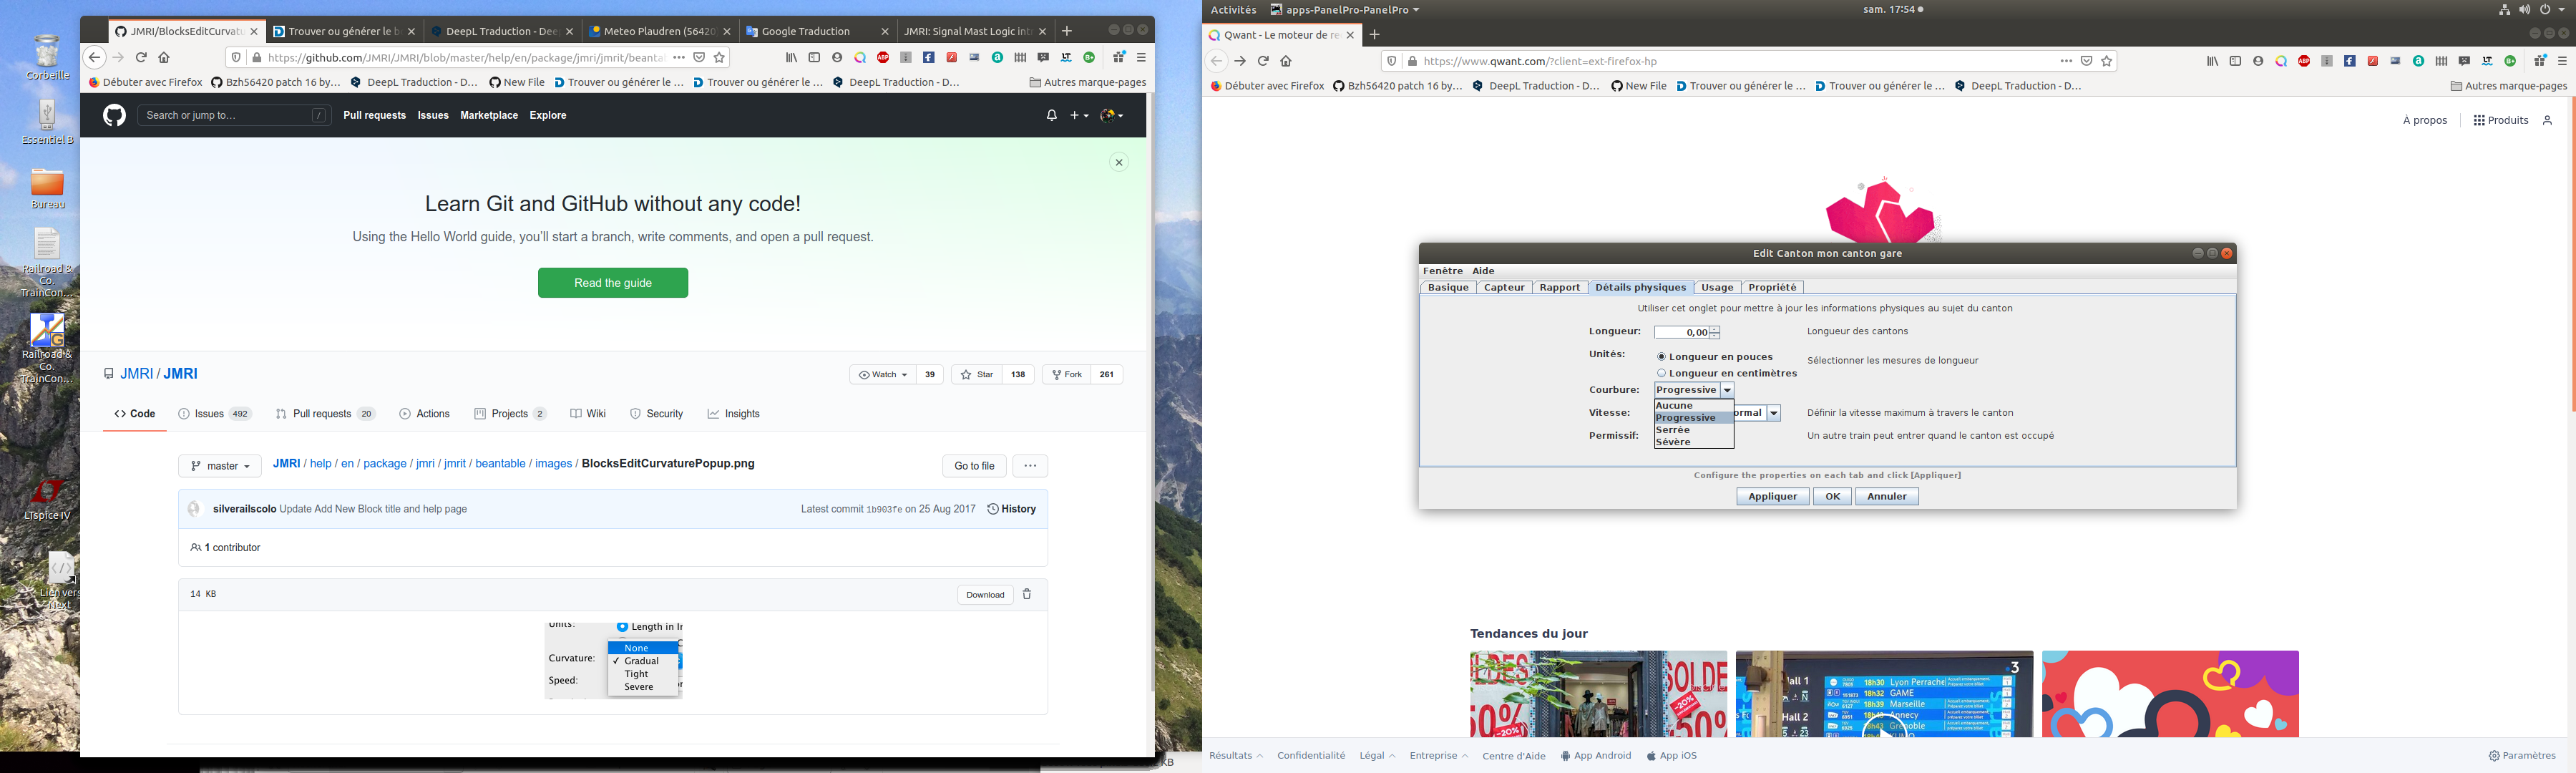 Corbeille
Essentiel B
Bureau
Railroad &
Co.
TrainCon...
Railroad &
Co.
TrainCon...
LTspice IV
Lien vers
Next
JMRI/BlocksEditCurvatu
Trouver ou générer le b
DeepL Traduction - Dee
Meteo Plaudren (56420
Google Traduction
JMRI: Signal Mast Logic int
https://github.com/JMRI/JMRI/blob/master/help/en/package/jmri/jmrit/beanta
Débuter avec Firefox
Bzh56420 patch 16 by…
DeepL Traduction - D…
New File
Trouver ou générer le …
Trouver ou générer le …
DeepL Traduction - D…
Autres marque-pages
Search or jump to…
/
Pull requests
Issues
Marketplace
Explore
Learn Git and GitHub without any code!
Using the Hello World guide, you’ll start a branch, write comments, and open a pull request.
Read the guide
JMRI / JMRI
Watch
39
Star
138
Fork
261
Code
Issues 492
Pull requests 20
Actions
Projects 2
Wiki
Security
Insights
master
JMRI / help / en / package / jmri / jmrit / beantable / images / BlocksEditCurvaturePopup.png
Go to file
silverailscolo Update Add New Block title and help page
Latest commit 1b903fe on 25 Aug 2017
History
1 contributor
14 KB
Download
Units:
Length in Ir
Curvature:
None
✓ Gradual
Tight
Severe
Speed:
KB
Activités
apps-PanelPro-PanelPro
sam. 17:54
Qwant - Le moteur de re
https://www.qwant.com/?client=ext-firefox-hp
Débuter avec Firefox
Bzh56420 patch 16 by…
DeepL Traduction - D…
New File
Trouver ou générer le …
Trouver ou générer le …
DeepL Traduction - D…
Autres marque-pages
À propos
Produits
Edit Canton mon canton gare
Fenêtre Aide
Basique
Capteur
Rapport
Détails physiques
Usage
Propriété
Utiliser cet onglet pour mettre à jour les informations physiques au sujet du canton
Longueur:
0,00
Longueur des cantons
Unités:
Longueur en pouces
Longueur en centimètres
Sélectionner les mesures de longueur
Courbure:
Progressive
Aucune
Progressive
Serrée
Sévère
Vitesse:
ormal
Définir la vitesse maximum à travers le canton
Permissif:
Un autre train peut entrer quand le canton est occupé
Configure the properties on each tab and click [Appliquer]
Appliquer
OK
Annuler
Tendances du jour
SOLDE
50%
-20%
-20%
50%
Hall 2
3
18h30 Lyon Perrache
18h32 GAME
18h39 Marseille
Annecy
Grenoble
Résultats
Confidentialité
Légal
Entreprise
Centre d'Aide
App Android
App iOS
Paramètres